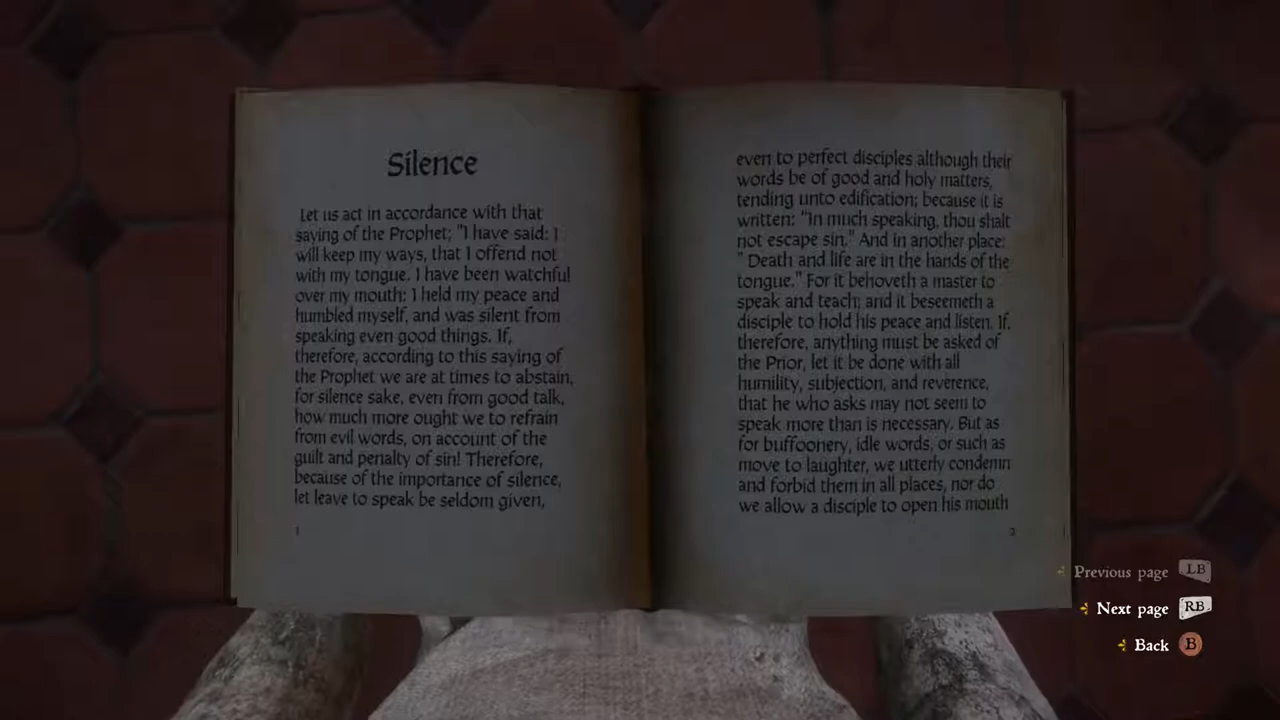 Silence
Let us act in accordance with that
saying of the Prophet; "I have said: I
will keep my ways, that I offend not
with my tongue. I have been watchful
over my mouth: I held my peace and
humbled myself, and was silent from
speaking even good things. If,
therefore, according to this saying of
the Prophet we are at times to abstain,
for silence sake, even from good talk,
how much more ought we to refrain
from evil words, on account of the
guilt and penalty of sin! Therefore,
because of the importance of silence,
let leave to speak be seldom given,
1
even to perfect disciples although their
words be of good and holy matters,
tending unto edification; because it is
written: "In much speaking, thou shalt
not escape sin." And in another place:
" Death and life are in the hands of the
tongue." For it behoveth a master to
speak and teach; and it beseemeth a
disciple to hold his peace and listen. If,
therefore, anything must be asked of
the Prior, let it be done with all
humility, subjection, and reverence,
that he who asks may not seem to
speak more than is necessary. But as
for buffoonery, idle words, or such as
move to laughter, we utterly condemn
and forbid them in all places, nor do
we allow a disciple to open his mouth
2
Previous page LB
Next page RB
Back B